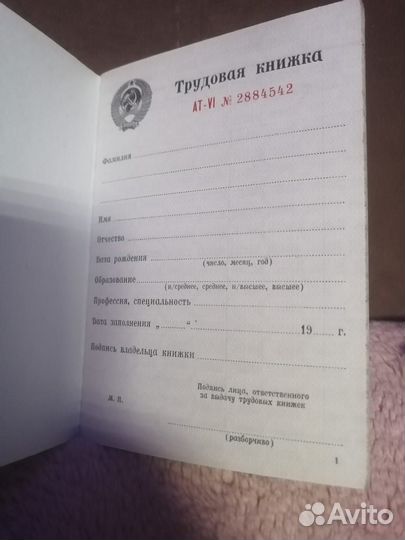 Трудовая книжка
АТ-VI № 2884542
Фамилия
Имя
Отчество
Дата рождения
(число, месяц, год)
Образование
(н/среднее, среднее, н/высшее, высшее)
Профессия, специальность
Дата заполнения „ “ 19 г.
Подпись владельца книжки
Подпись лица, ответственного
за выдачу трудовых книжек
М. П.
(разборчиво)
1
Avito